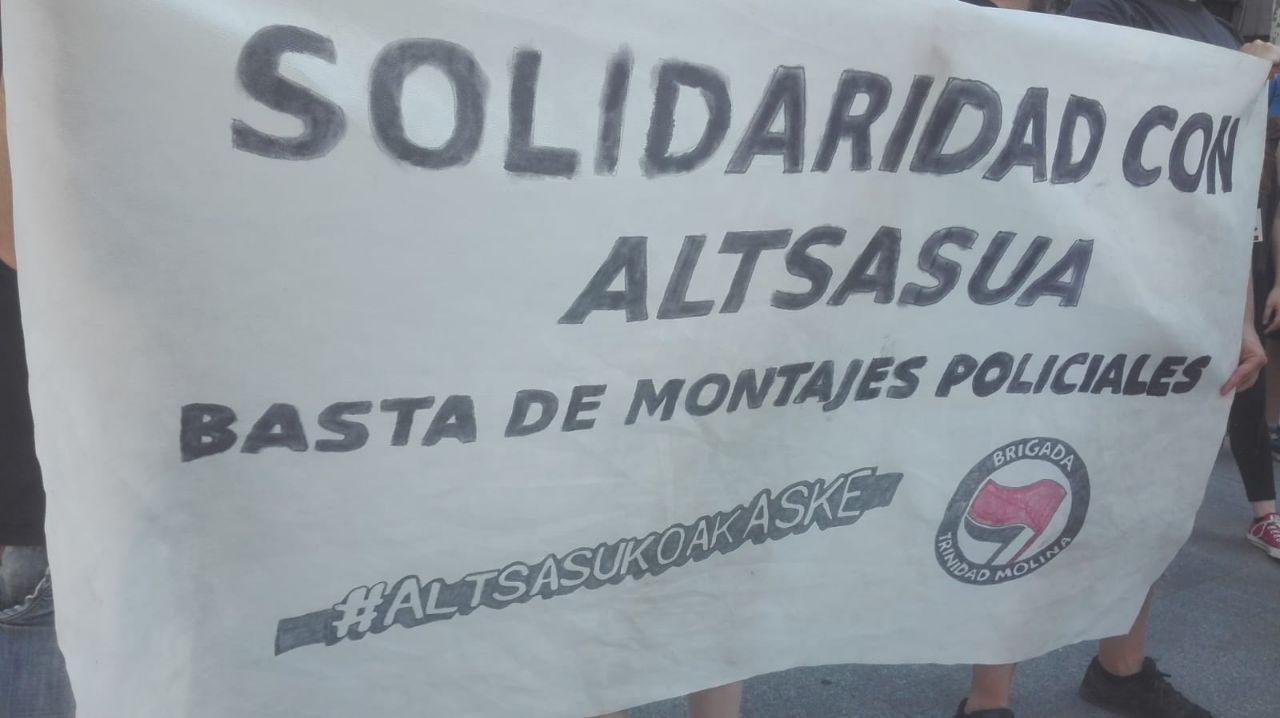 SOLIDARIDAD CON
ALTSASUA
BASTA DE MONTAJES POLICIALES
#ALTSASUKOAKASKE
BRIGADA
TRINIDAD MOLINA